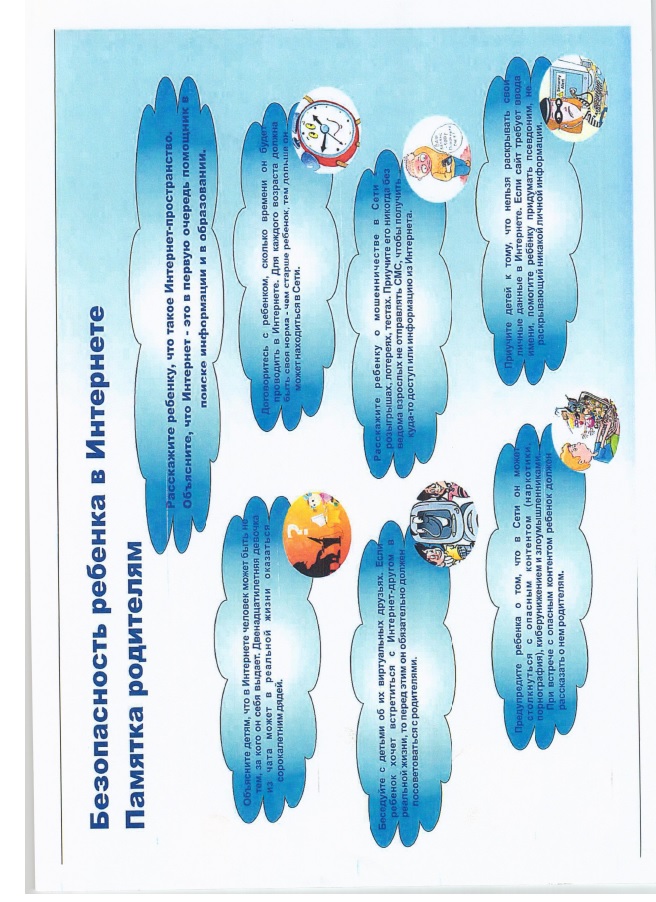 Безопасность ребенка в Интернете
Памятка родителям
Расскажите ребенку, что такое Интернет-пространство.
Объясните, что Интернет - это в первую очередь помощник в
поиске информации и в образовании.
Объясните детям, что в Интернете человек может быть не
тем, за кого он себя выдает. Двенадцатилетняя девочка
из чата может в реальной жизни оказаться
сорокалетним дядей.
Договоритесь с ребенком, сколько времени он будет
проводить в Интернете. Для каждого возраста должна
быть своя норма - чем старше ребенок, тем дольше он
может находиться в Сети.
Беседуйте с детьми об их виртуальных друзьях. Если
ребенок хочет встретиться с Интернет-другом в
реальной жизни, то перед этим он обязательно должен
посоветоваться с родителями.
Расскажите ребенку о мошенничестве в Сети -
розыгрышах, лотереях, тестах. Приучите его никогда без
ведома взрослых не отправлять СМС, чтобы получить
куда-то доступ или информацию из Интернета.
Предупредите ребенка о том, что в Сети он может
столкнуться с опасным контентом (наркотики,
порнография), киберунижением и злоумышленниками.
При встрече с опасным контентом ребенок должен
рассказать о нем родителям.
Приучите детей к тому, что нельзя раскрывать свои
личные данные в Интернете. Если сайт требует ввода
имени, помогите ребёнку придумать псевдоним, не
раскрывающий никакой личной информации.
?
Security
Alert